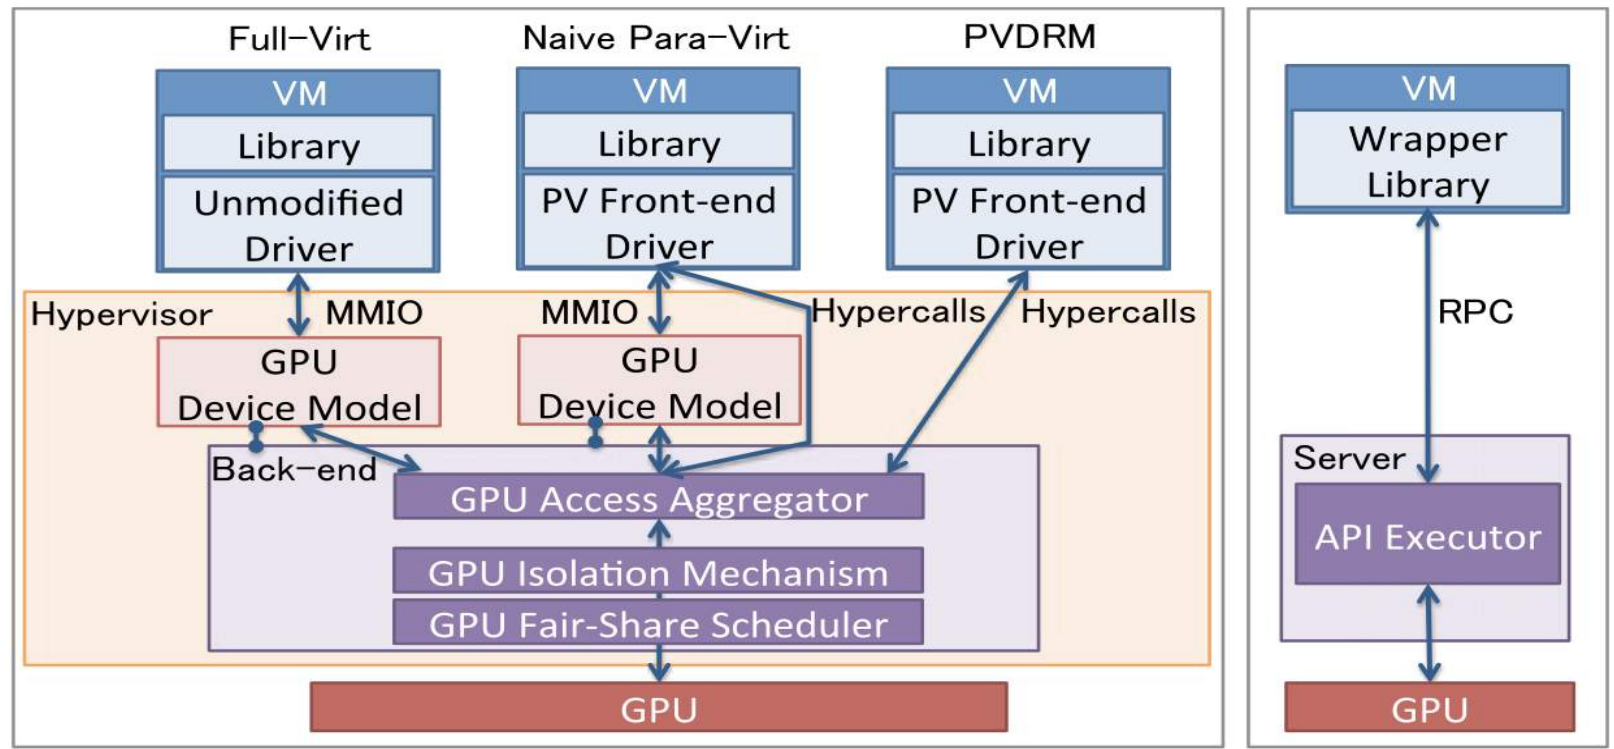 Full-Virt
Naive Para-Virt
PVDRM
VM
Library
Unmodified
Driver
VM
Library
PV Front-end
Driver
VM
Library
PV Front-end
Driver
Hypervisor
MMIO
MMIO
Hypercalls
Hypercalls
GPU
Device Model
GPU
Device Model
Back-end
GPU Access Aggregator
GPU Isolation Mechanism
GPU Fair-Share Scheduler
GPU
VM
Wrapper
Library
RPC
Server
API Executor
GPU